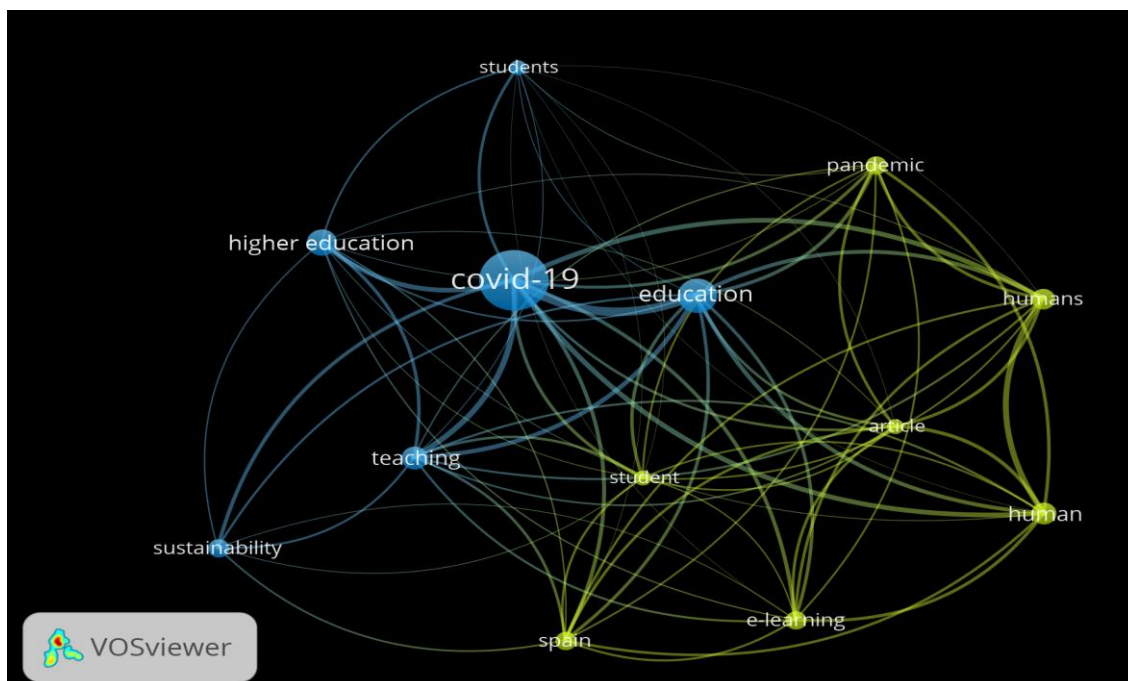 students
pandemic
higher education
covid-19
education
humans
article
teaching
student
human
sustainability
e-learning
spain
VOSviewer